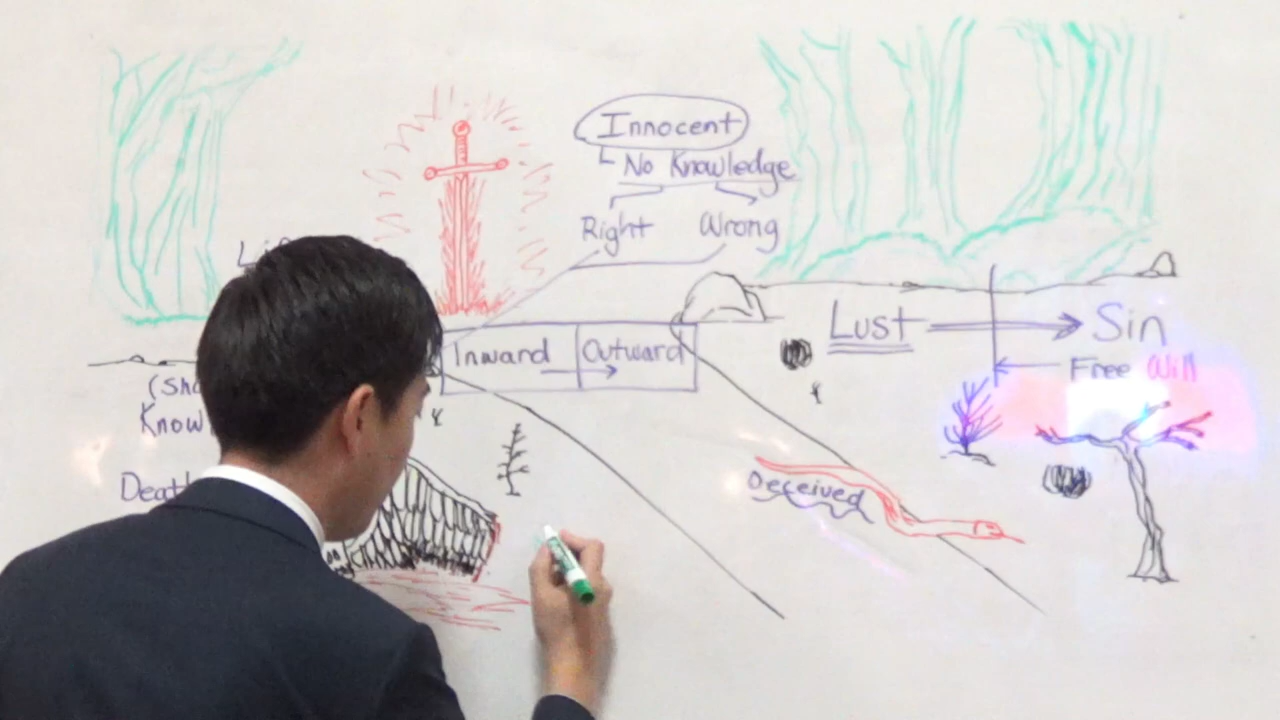 Innocent
No Knowledge
Right Wrong
Inward Outward
Lust Sin
Free Will
Deceived